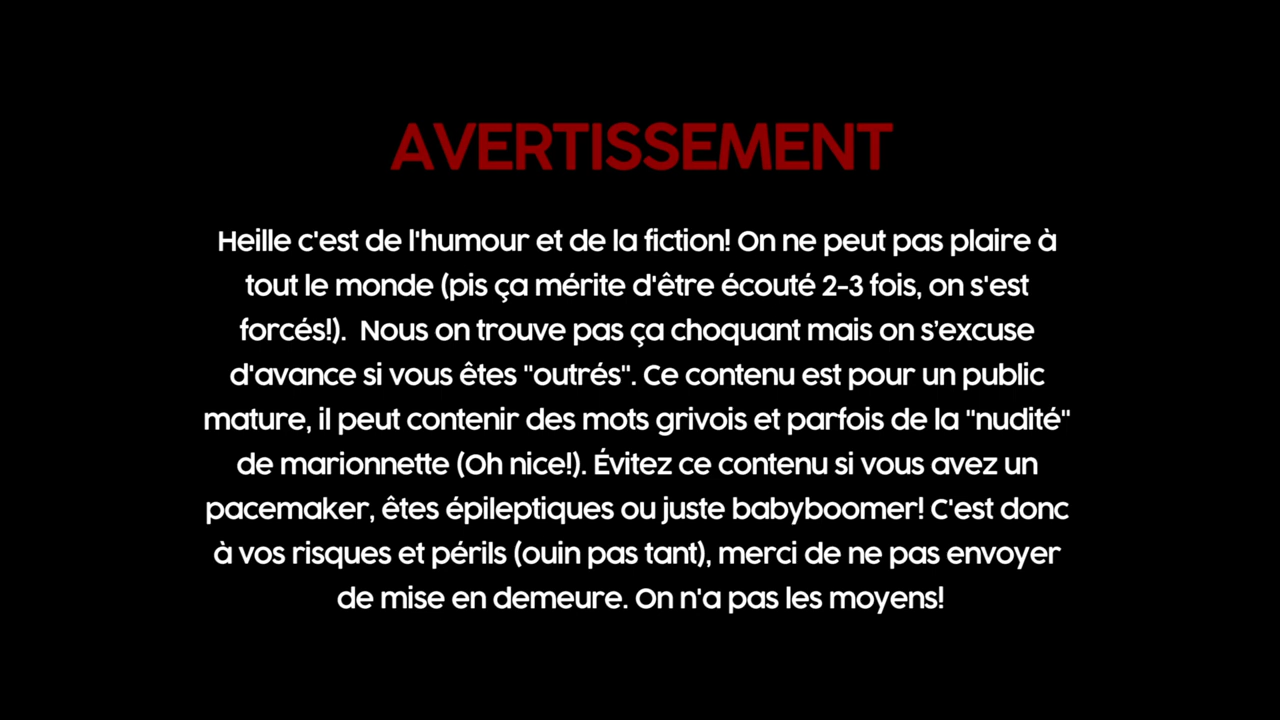 AVERTISSEMENT
Heille c'est de l'humour et de la fiction! On ne peut pas plaire à
tout le monde (pis ça mérite d'être écouté 2-3 fois, on s'est
forcés!).  Nous on trouve pas ça choquant mais on s'excuse
d'avance si vous êtes "outrés". Ce contenu est pour un public
mature, il peut contenir des mots grivois et parfois de la "nudité"
de marionnette (Oh nice!). Évitez ce contenu si vous avez un
pacemaker, êtes épileptiques ou juste babyboomer! C'est donc
à vos risques et périls (ouin pas tant), merci de ne pas envoyer
de mise en demeure. On n'a pas les moyens!